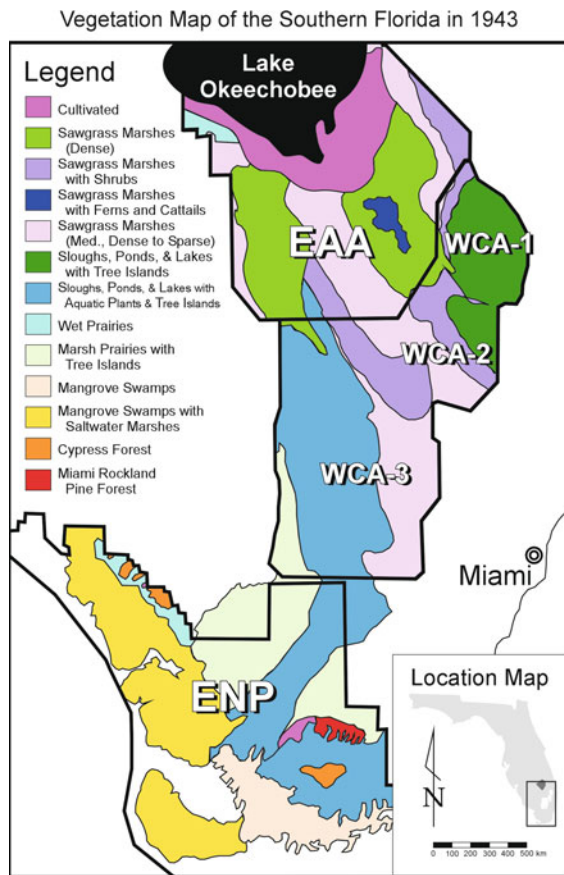 Vegetation Map of the Southern Florida in 1943
Legend
Cultivated
Sawgrass Marshes
(Dense)
Sawgrass Marshes
with Shrubs
Sawgrass Marshes
with Ferns and Cattails
Sawgrass Marshes
(Med., Dense to Sparse)
Sloughs, Ponds, & Lakes
with Tree Islands
Sloughs, Ponds, & Lakes with
Aquatic Plants & Tree Islands
Wet Prairies
Marsh Prairies with
Tree Islands
Mangrove Swamps
Mangrove Swamps with
Saltwater Marshes
Cypress Forest
Miami Rockland
Pine Forest
Lake
Okeechobee
EAA
WCA-1
WCA-2
WCA-3
Miami
ENP
Location Map
N
0 100 200 300 400 500 km